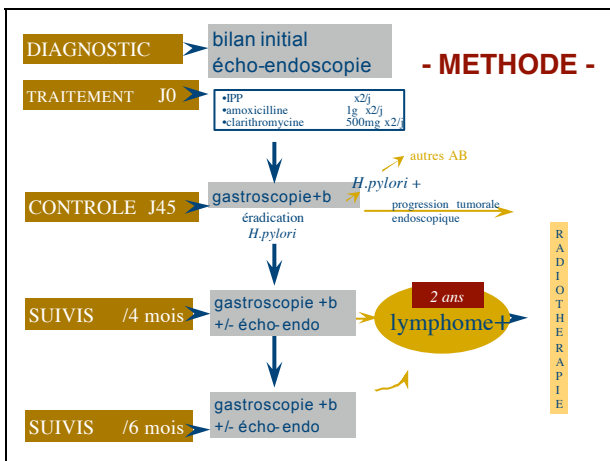 DIAGNOSTIC
bilan initial
écho-endoscopie
- METHODE -
TRAITEMENT J0
•IPP x2/j
•amoxicilline 1g x2/j
•clarithromycine 500mg x2/j
autres AB
H.pylori +
CONTROLE J45
gastroscopie+b
progression tumorale
endoscopique
éradication
H.pylori
RADIOTHERAPIE
2 ans
SUIVIS /4 mois
gastroscopie +b
+/- écho-endo
lymphome+
gastroscopie +b
+/- écho-endo
SUIVIS /6 mois